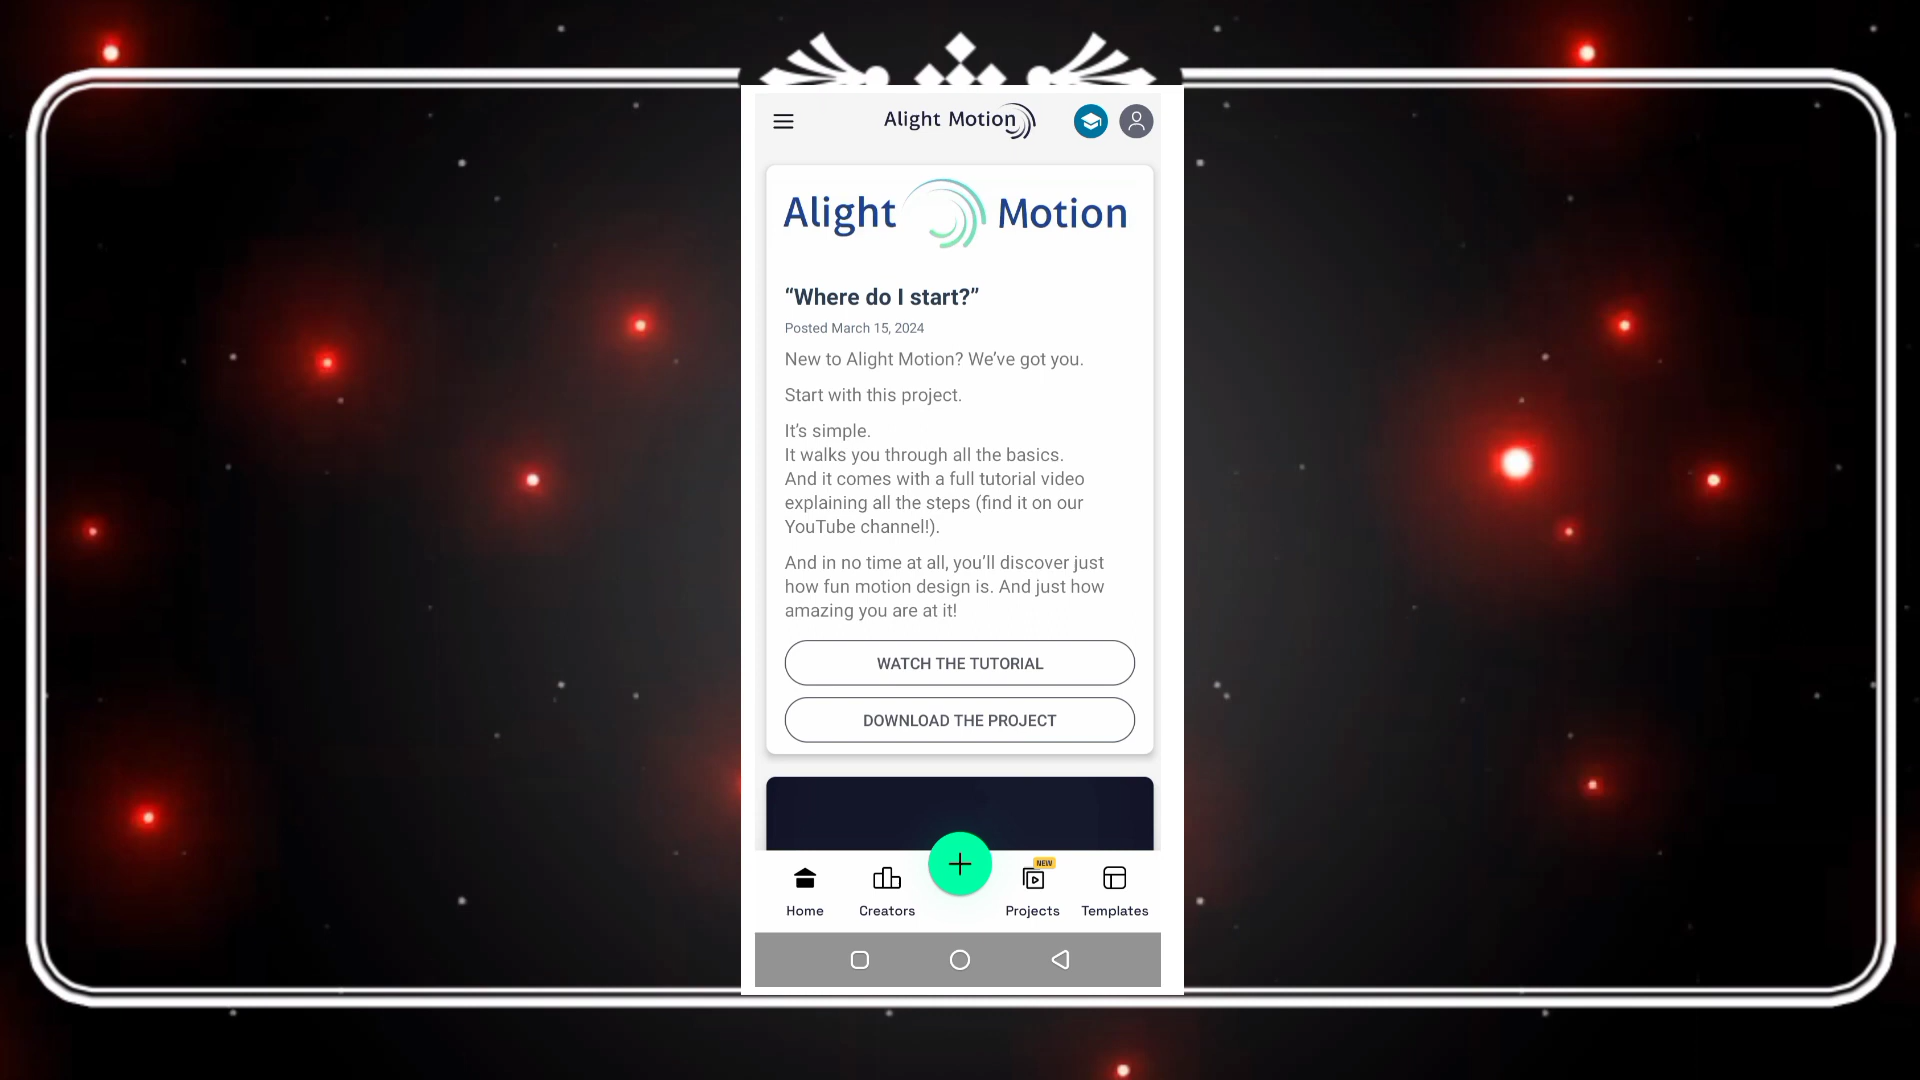 Alight Motion
Alight Motion
“Where do I start?”
Posted March 15, 2024
New to Alight Motion? We’ve got you.
Start with this project.
It’s simple.
It walks you through all the basics.
And it comes with a full tutorial video
explaining all the steps (find it on our
YouTube channel!).
And in no time at all, you’ll discover just
how fun motion design is. And just how
amazing you are at it!
WATCH THE TUTORIAL
DOWNLOAD THE PROJECT
NEW
Home Creators Projects Templates